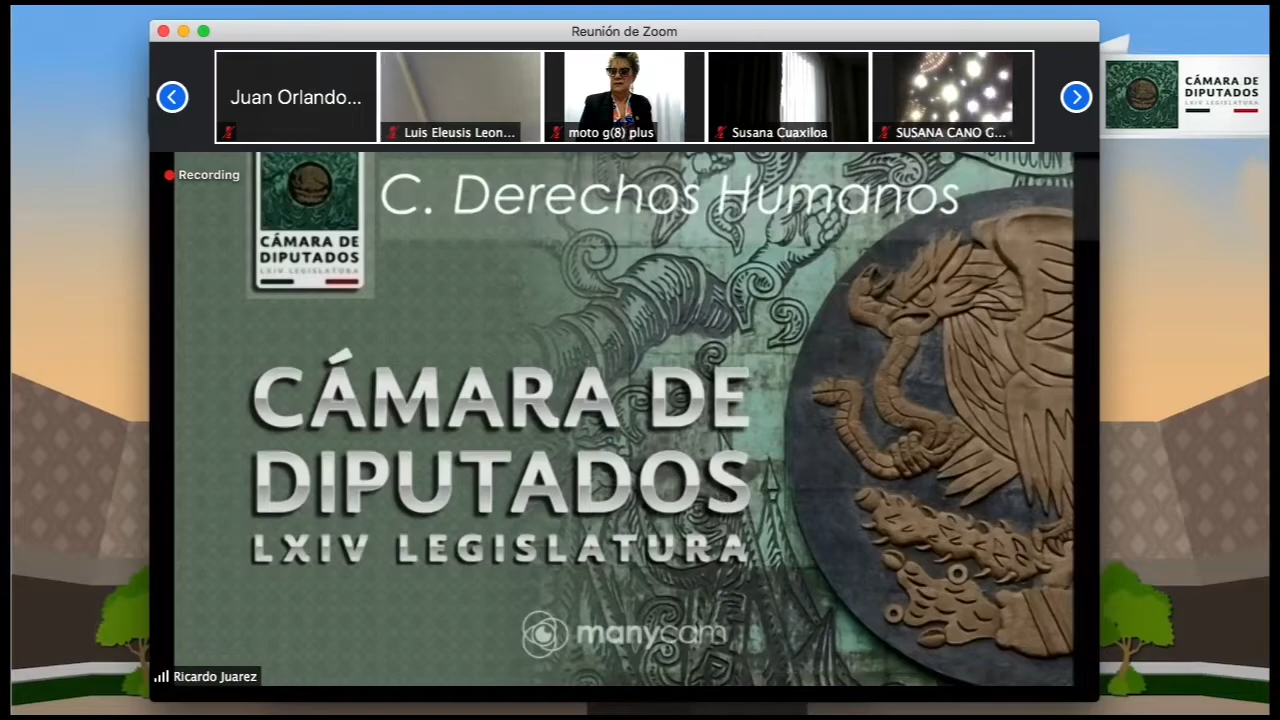 Reunión de Zoom
Juan Orlando...
Luis Eleusis Leon...
moto g(8) plus
Susana Cuaxiloa
SUSANA CANO G...
CÁMARA DE
DIPUTADOS
LXIV LEGISLATURA
Recording
C. Derechos Humanos
CÁMARA DE
DIPUTADOS
LXIV LEGISLATURA
CÁMARA DE
DIPUTADOS
LXIV LEGISLATURA
manycam
Ricardo Juarez